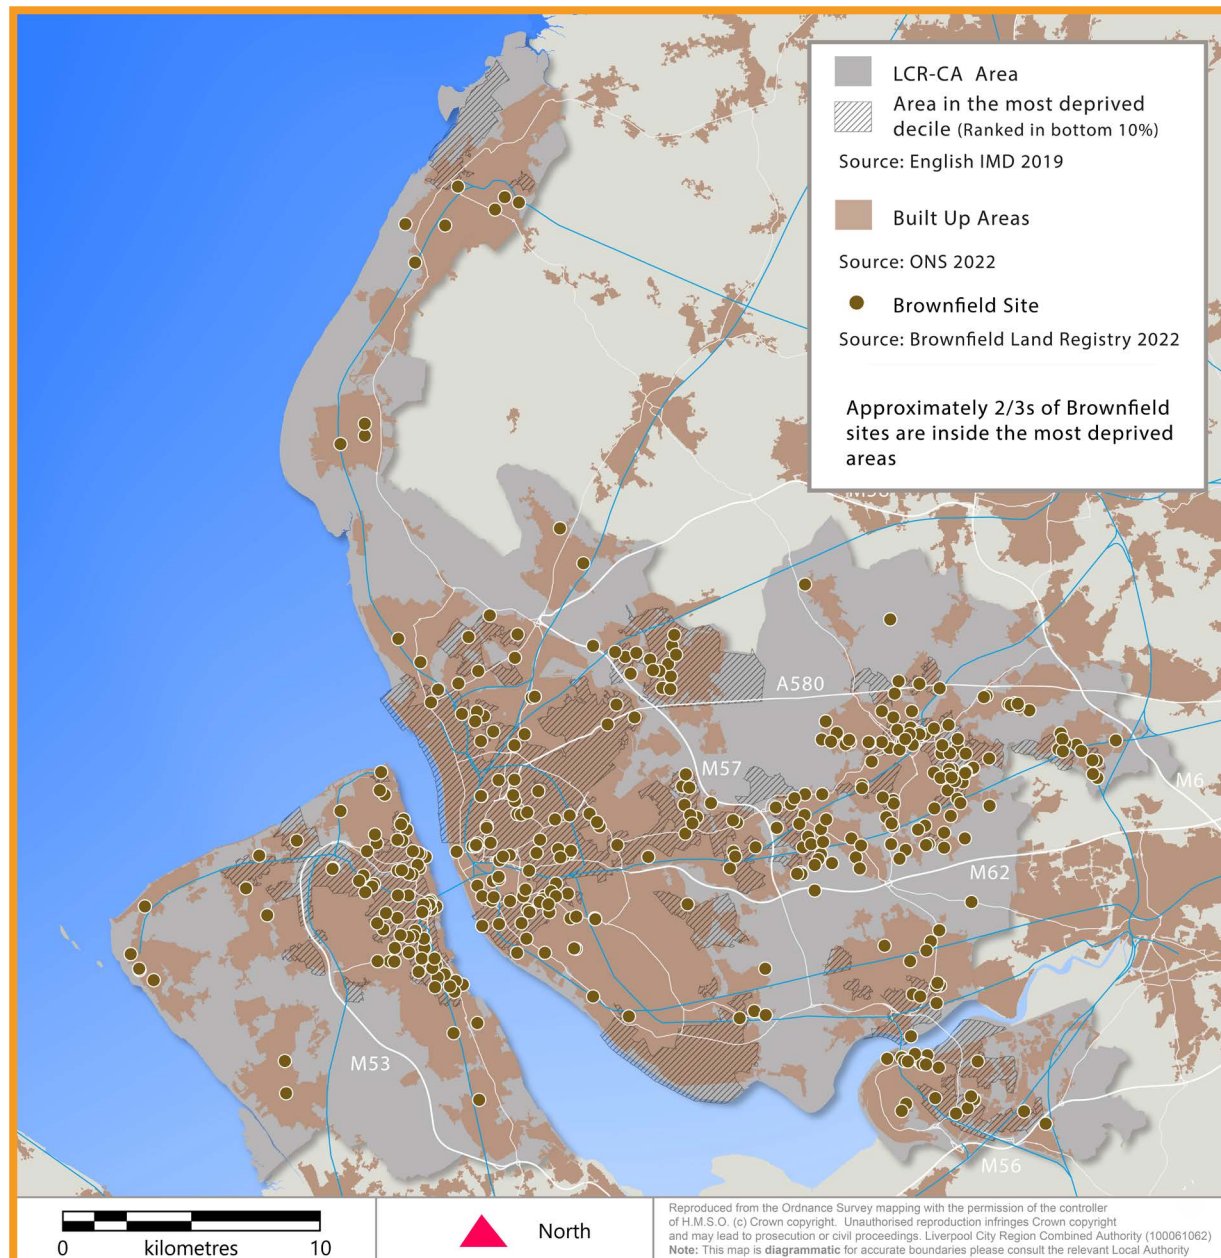 LCR-CA Area
Area in the most deprived
decile (Ranked in bottom 10%)
Source: English IMD 2019
Built Up Areas
Source: ONS 2022
Brownfield Site
Source: Brownfield Land Registry 2022
Approximately 2/3s of Brownfield
sites are inside the most deprived
areas
A580
M57
M6
M62
M53
M56
0 kilometres 10
North
Reproduced from the Ordnance Survey mapping with the permission of the controller
of H.M.S.O. (c) Crown copyright. Unauthorised reproduction infringes Crown copyright
and may lead to prosecution or civil proceedings. Liverpool City Region Combined Authority (100061062)
Note: This map is diagrammatic for accurate boundaries please consult the relevant Local Authority